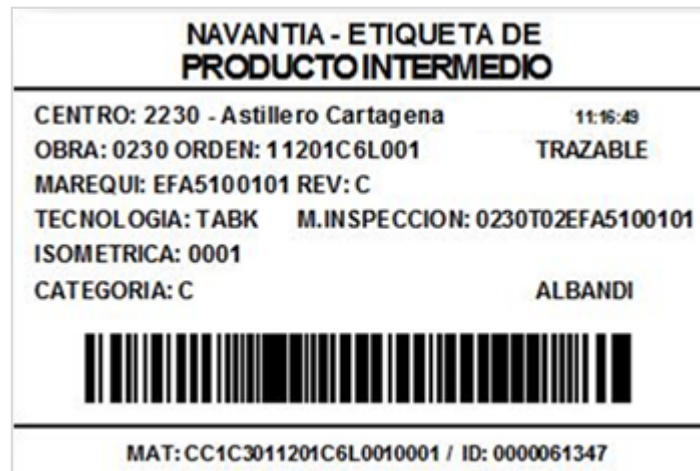 NAVANTIA - ETIQUETA DE
PRODUCTO INTERMEDIO
CENTRO: 2230 - Astillero Cartagena 11:16:49
OBRA: 0230 ORDEN: 11201C6L001 TRAZABLE
MAREQUI: EFA5100101 REV: C
TECNOLOGIA: TABK M.INSPECCION: 0230T02EFA5100101
ISOMETRICA: 0001
CATEGORIA: C ALBANDI
MAT: CC1C3011201C6L0010001 / ID: 0000061347